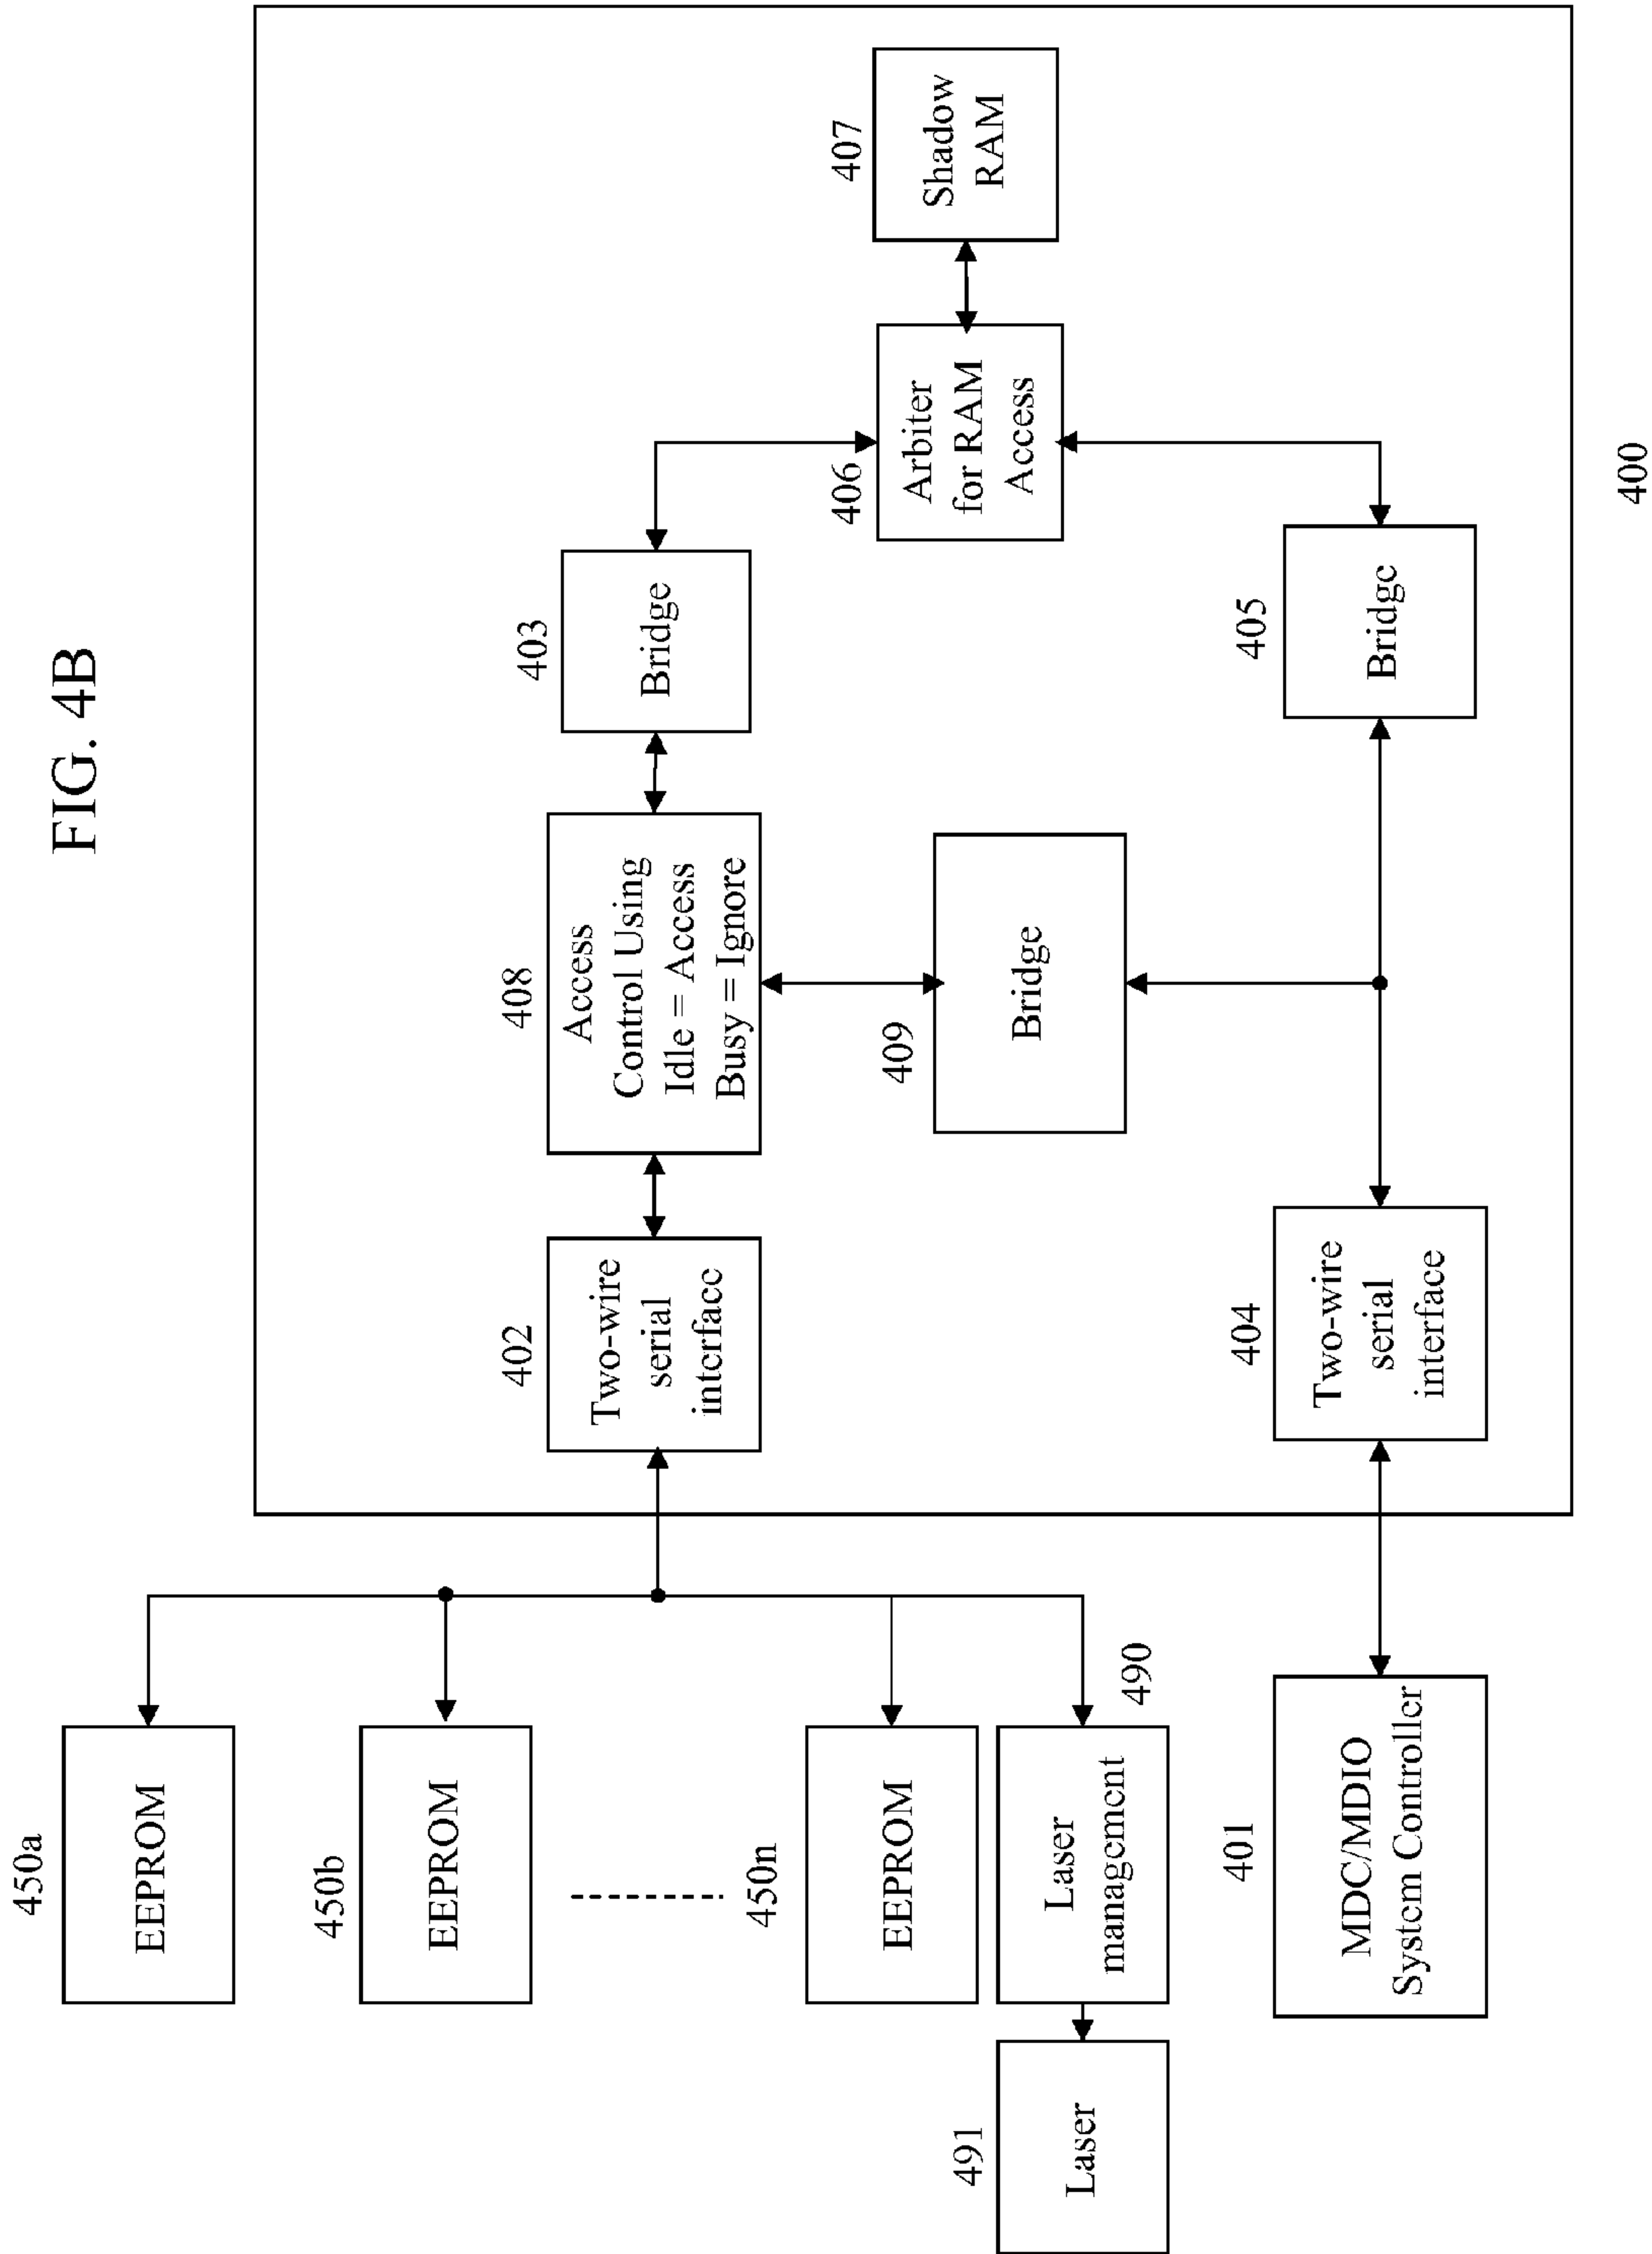 FIG. 4B
450a
EEPROM
450b
EEPROM
450n
EEPROM
491
Laser
490
Laser
management
401
MDC/MDIO
System Controller
402
Two-wire
serial
interface
408
Access
Control Using
Idle = Access
Busy = Ignore
403
Bridge
409
Bridge
406
Arbiter
for RAM
Access
407
Shadow
RAM
404
Two-wire
serial
interface
405
Bridge
400